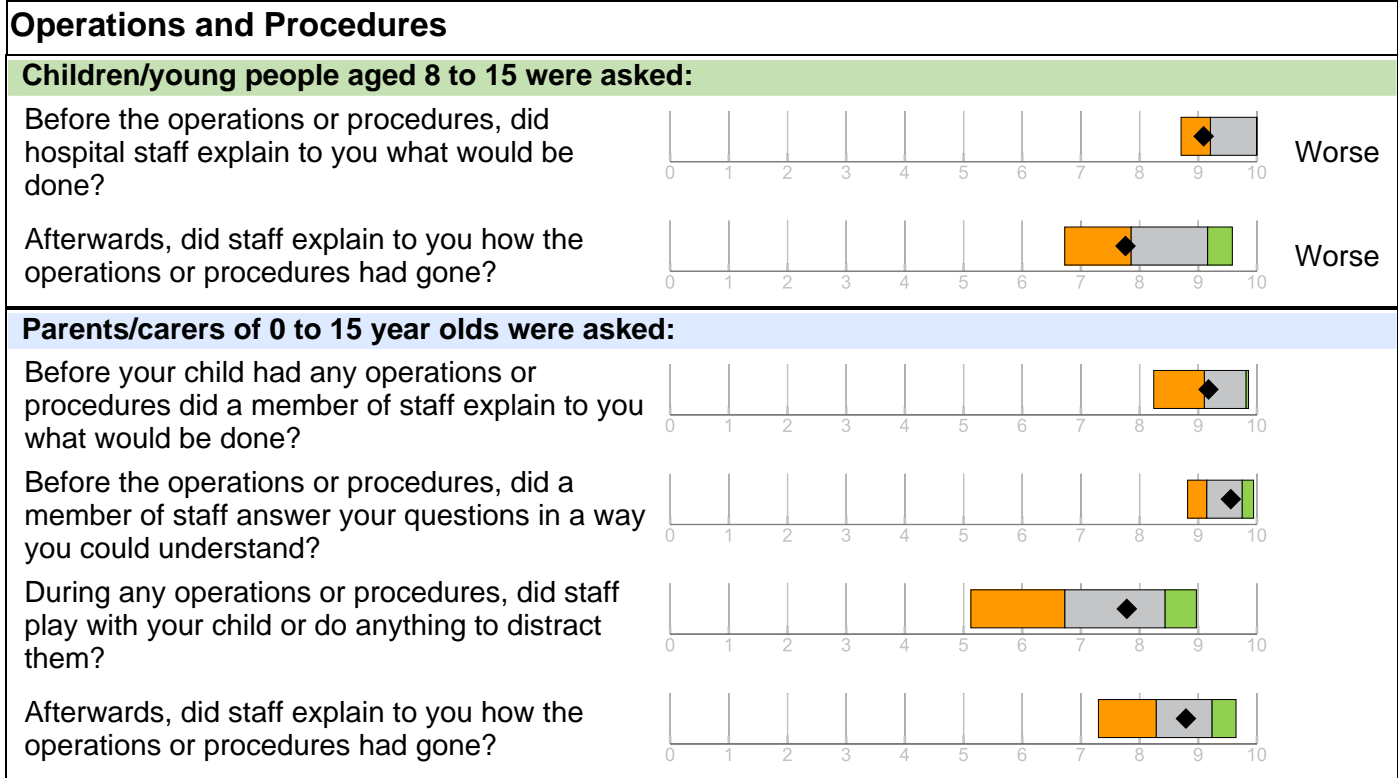 Operations and Procedures
Children/young people aged 8 to 15 were asked:
Before the operations or procedures, did
hospital staff explain to you what would be
done?
0 1 2 3 4 5 6 7 8 9 10
Worse
Afterwards, did staff explain to you how the
operations or procedures had gone?
0 1 2 3 4 5 6 7 8 9 10
Worse
Parents/carers of 0 to 15 year olds were asked:
Before your child had any operations or
procedures did a member of staff explain to you
what would be done?
0 1 2 3 4 5 6 7 8 9 10
Before the operations or procedures, did a
member of staff answer your questions in a way
you could understand?
0 1 2 3 4 5 6 7 8 9 10
During any operations or procedures, did staff
play with your child or do anything to distract
them?
0 1 2 3 4 5 6 7 8 9 10
Afterwards, did staff explain to you how the
operations or procedures had gone?
0 1 2 3 4 5 6 7 8 9 10